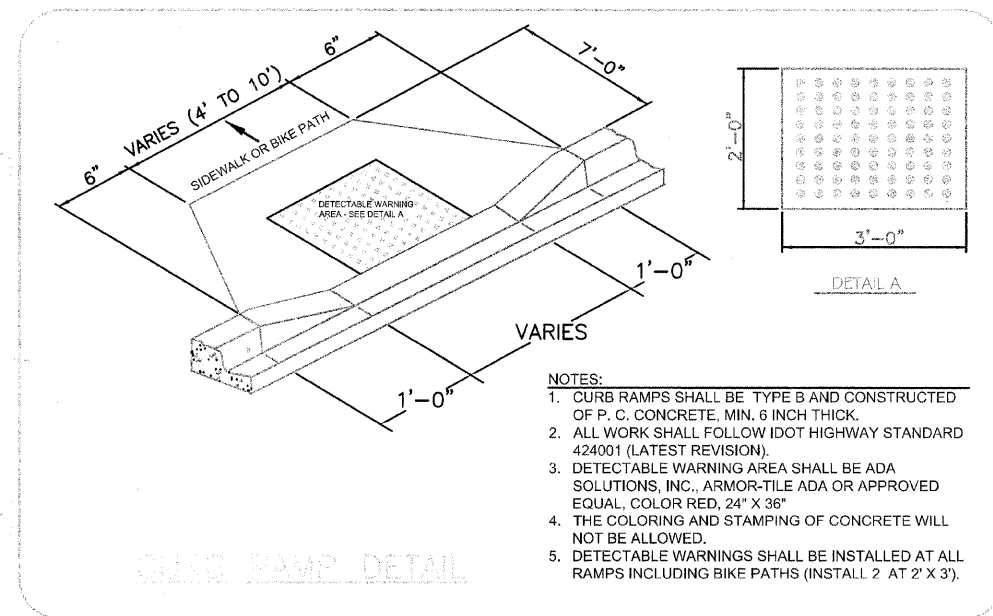 6"
VARIES (4' TO 10')
6"
7'-0"
SIDEWALK OR BIKE PATH
DETECTABLE WARNING
AREA - SEE DETAIL A
1'-0"
VARIES
1'-0"
2'-0"
3'-0"
DETAIL A
NOTES:
1. CURB RAMPS SHALL BE TYPE B AND CONSTRUCTED
OF P. C. CONCRETE, MIN. 6 INCH THICK.
2. ALL WORK SHALL FOLLOW IDOT HIGHWAY STANDARD
424001 (LATEST REVISION).
3. DETECTABLE WARNING AREA SHALL BE ADA
SOLUTIONS, INC., ARMOR-TILE ADA OR APPROVED
EQUAL, COLOR RED, 24" X 36"
4. THE COLORING AND STAMPING OF CONCRETE WILL
NOT BE ALLOWED.
5. DETECTABLE WARNINGS SHALL BE INSTALLED AT ALL
RAMPS INCLUDING BIKE PATHS (INSTALL 2 AT 2' X 3').
CURB RAMP DETAIL